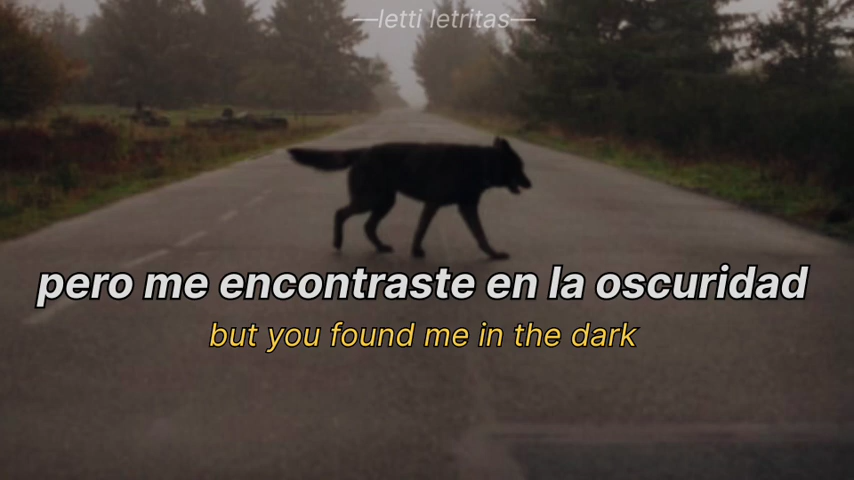 —letti letritas—
pero me encontraste en la oscuridad
but you found me in the dark